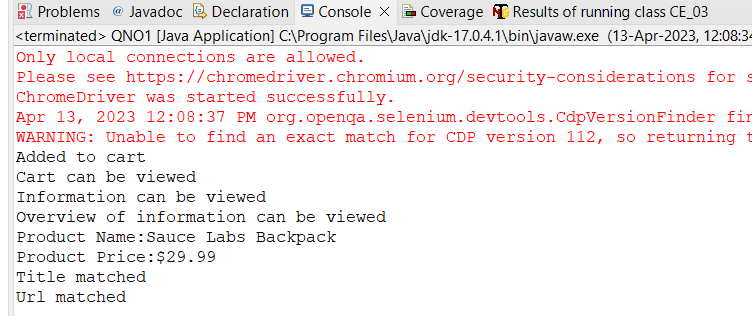 Problems @ Javadoc Declaration Console Coverage Results of running class CE_03
<terminated> QNO1 [Java Application] C:\Program Files\Java\jdk-17.0.4.1\bin\javaw.exe (13-Apr-2023, 12:08:34
Only local connections are allowed.
Please see https://chromedriver.chromium.org/security-considerations for s
ChromeDriver was started successfully.
Apr 13, 2023 12:08:37 PM org.openqa.selenium.devtools.CdpVersionFinder fin
WARNING: Unable to find an exact match for CDP version 112, so returning t
Added to cart
Cart can be viewed
Information can be viewed
Overview of information can be viewed
Product Name:Sauce Labs Backpack
Product Price:$29.99
Title matched
Url matched